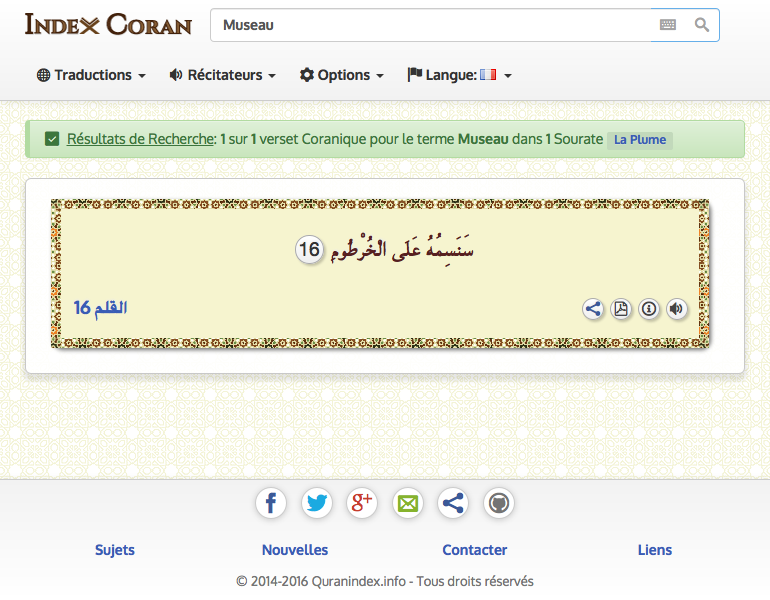 Index Coran
Museau
Traductions Récitateurs Options Langue:
Résultats de Recherche: 1 sur 1 verset Coranique pour le terme Museau dans 1 Sourate La Plume
سَنَسِمُهُ عَلَى الْخُرْطُومِ 16
القلم 16
Sujets Nouvelles Contacter Liens
© 2014-2016 Quranindex.info - Tous droits réservés